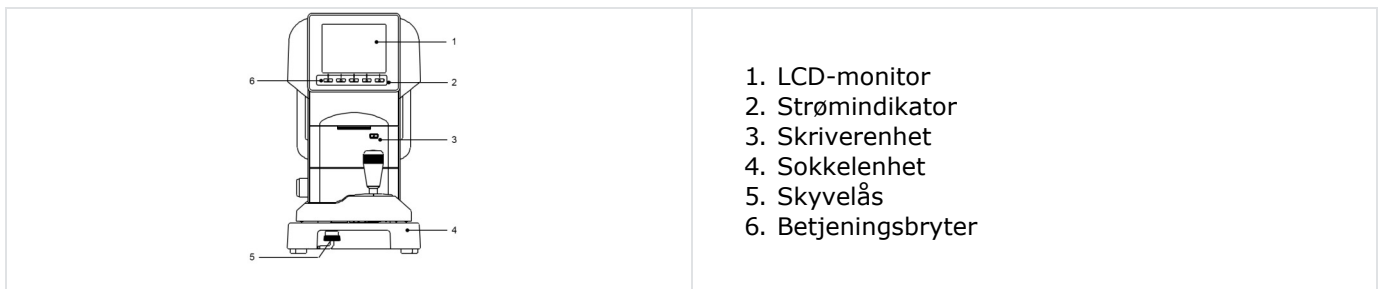 1
6
2
3
4
5
1. LCD-monitor
2. Strømindikator
3. Skriverenhet
4. Sokkelenhet
5. Skyvelås
6. Betjeningsbryter